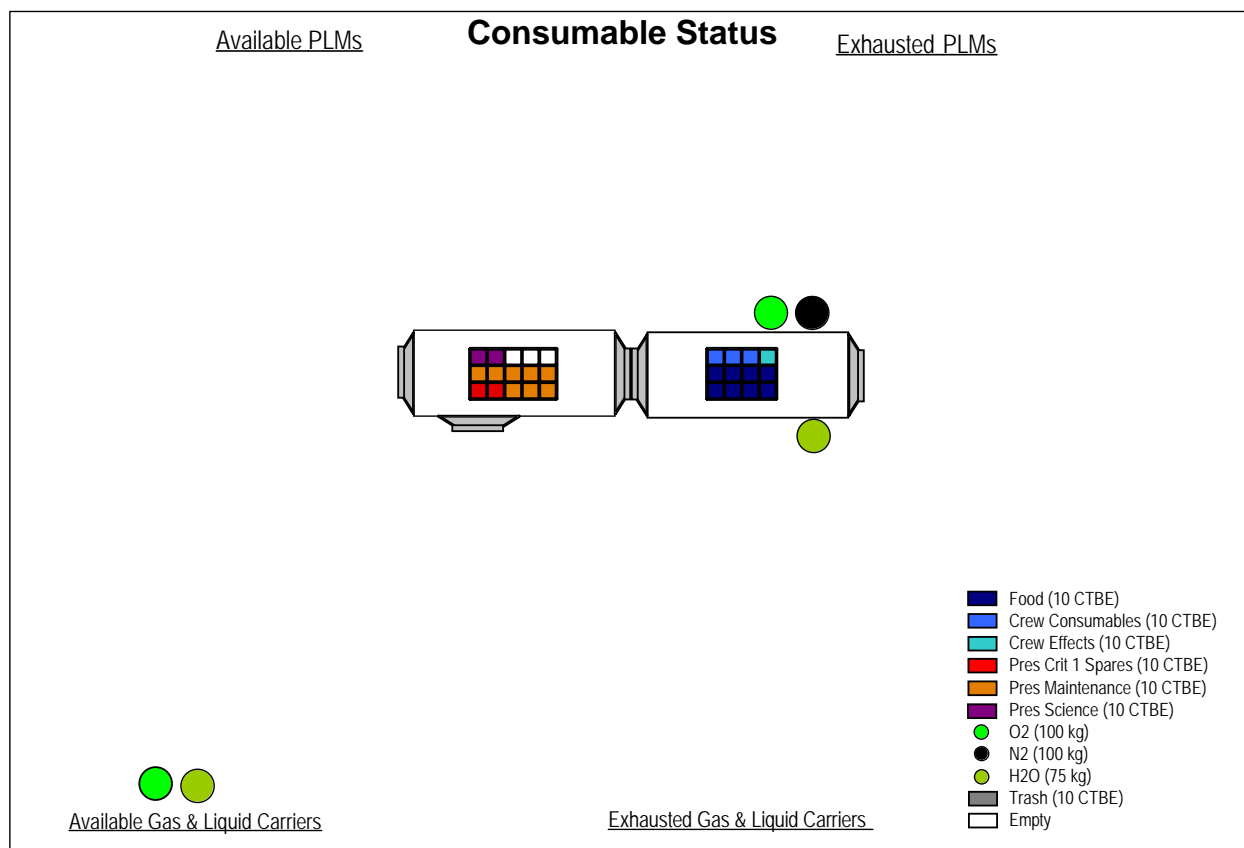 Consumable Status
Available PLMs
Exhausted PLMs
Food (10 CTBE)
Crew Consumables (10 CTBE)
Crew Effects (10 CTBE)
Pres Crit 1 Spares (10 CTBE)
Pres Maintenance (10 CTBE)
Pres Science (10 CTBE)
O2 (100 kg)
N2 (100 kg)
H2O (75 kg)
Trash (10 CTBE)
Empty
Available Gas & Liquid Carriers
Exhausted Gas & Liquid Carriers